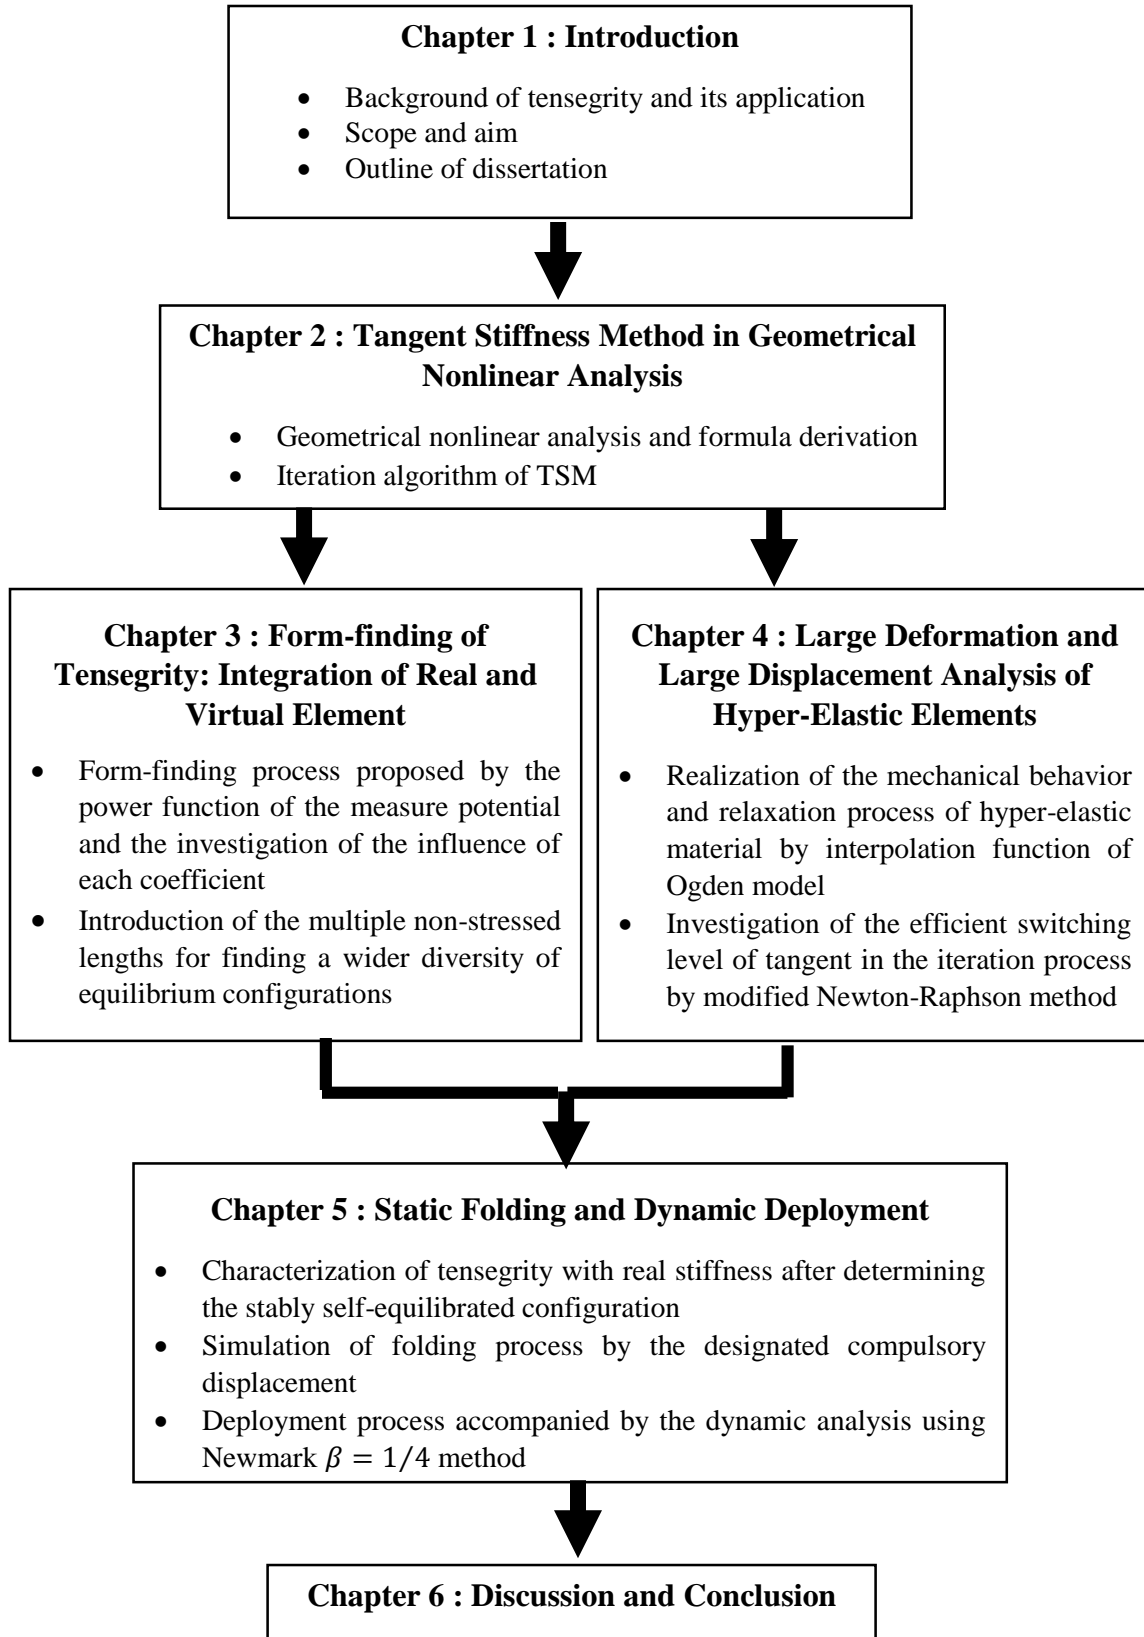 Chapter 1 : Introduction
• Background of tensegrity and its application
• Scope and aim
• Outline of dissertation
Chapter 2 : Tangent Stiffness Method in Geometrical
Nonlinear Analysis
• Geometrical nonlinear analysis and formula derivation
• Iteration algorithm of TSM
Chapter 3 : Form-finding of
Tensegrity: Integration of Real and
Virtual Element
• Form-finding process proposed by the
power function of the measure potential
and the investigation of the influence of
each coefficient
• Introduction of the multiple non-stressed
lengths for finding a wider diversity of
equilibrium configurations
Chapter 4 : Large Deformation and
Large Displacement Analysis of
Hyper-Elastic Elements
• Realization of the mechanical behavior
and relaxation process of hyper-elastic
material by interpolation function of
Ogden model
• Investigation of the efficient switching
level of tangent in the iteration process
by modified Newton-Raphson method
Chapter 5 : Static Folding and Dynamic Deployment
• Characterization of tensegrity with real stiffness after determining
the stably self-equilibrated configuration
• Simulation of folding process by the designated compulsory
displacement
• Deployment process accompanied by the dynamic analysis using
Newmark β = 1/4 method
Chapter 6 : Discussion and Conclusion